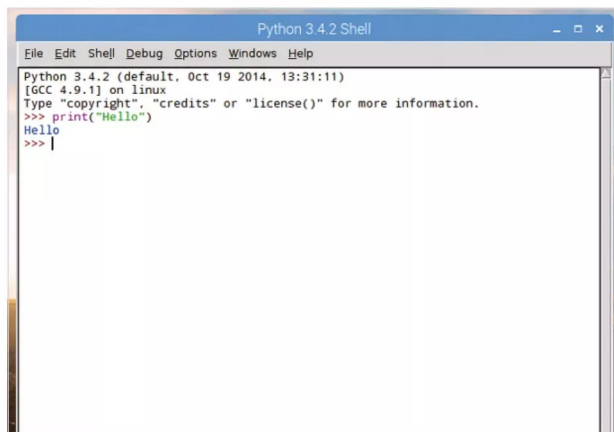 Python 3.4.2 Shell
File Edit Shell Debug Options Windows Help
Python 3.4.2 (default, Oct 19 2014, 13:31:11)
[GCC 4.9.1] on linux
Type "copyright", "credits" or "license()" for more information.
>>> print("Hello")
Hello
>>>